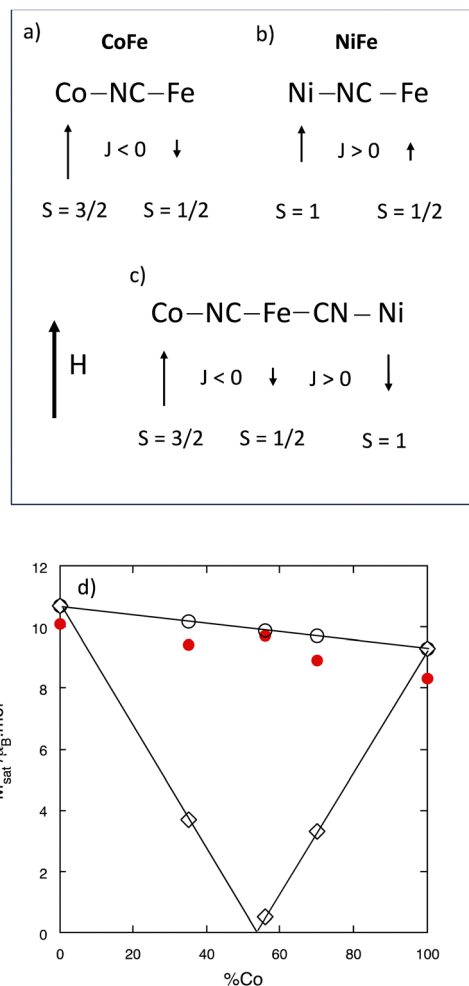 a)
CoFe
Co–NC–Fe
J < 0
S = 3/2 S = 1/2
b)
NiFe
Ni–NC –Fe
J > 0
S = 1 S = 1/2
c)
Co–NC–Fe–CN – Ni
H
J < 0 J > 0
S = 3/2 S = 1/2 S = 1
d)
12
10
8
6
4
2
0
0 20 40 60 80 100
%Co